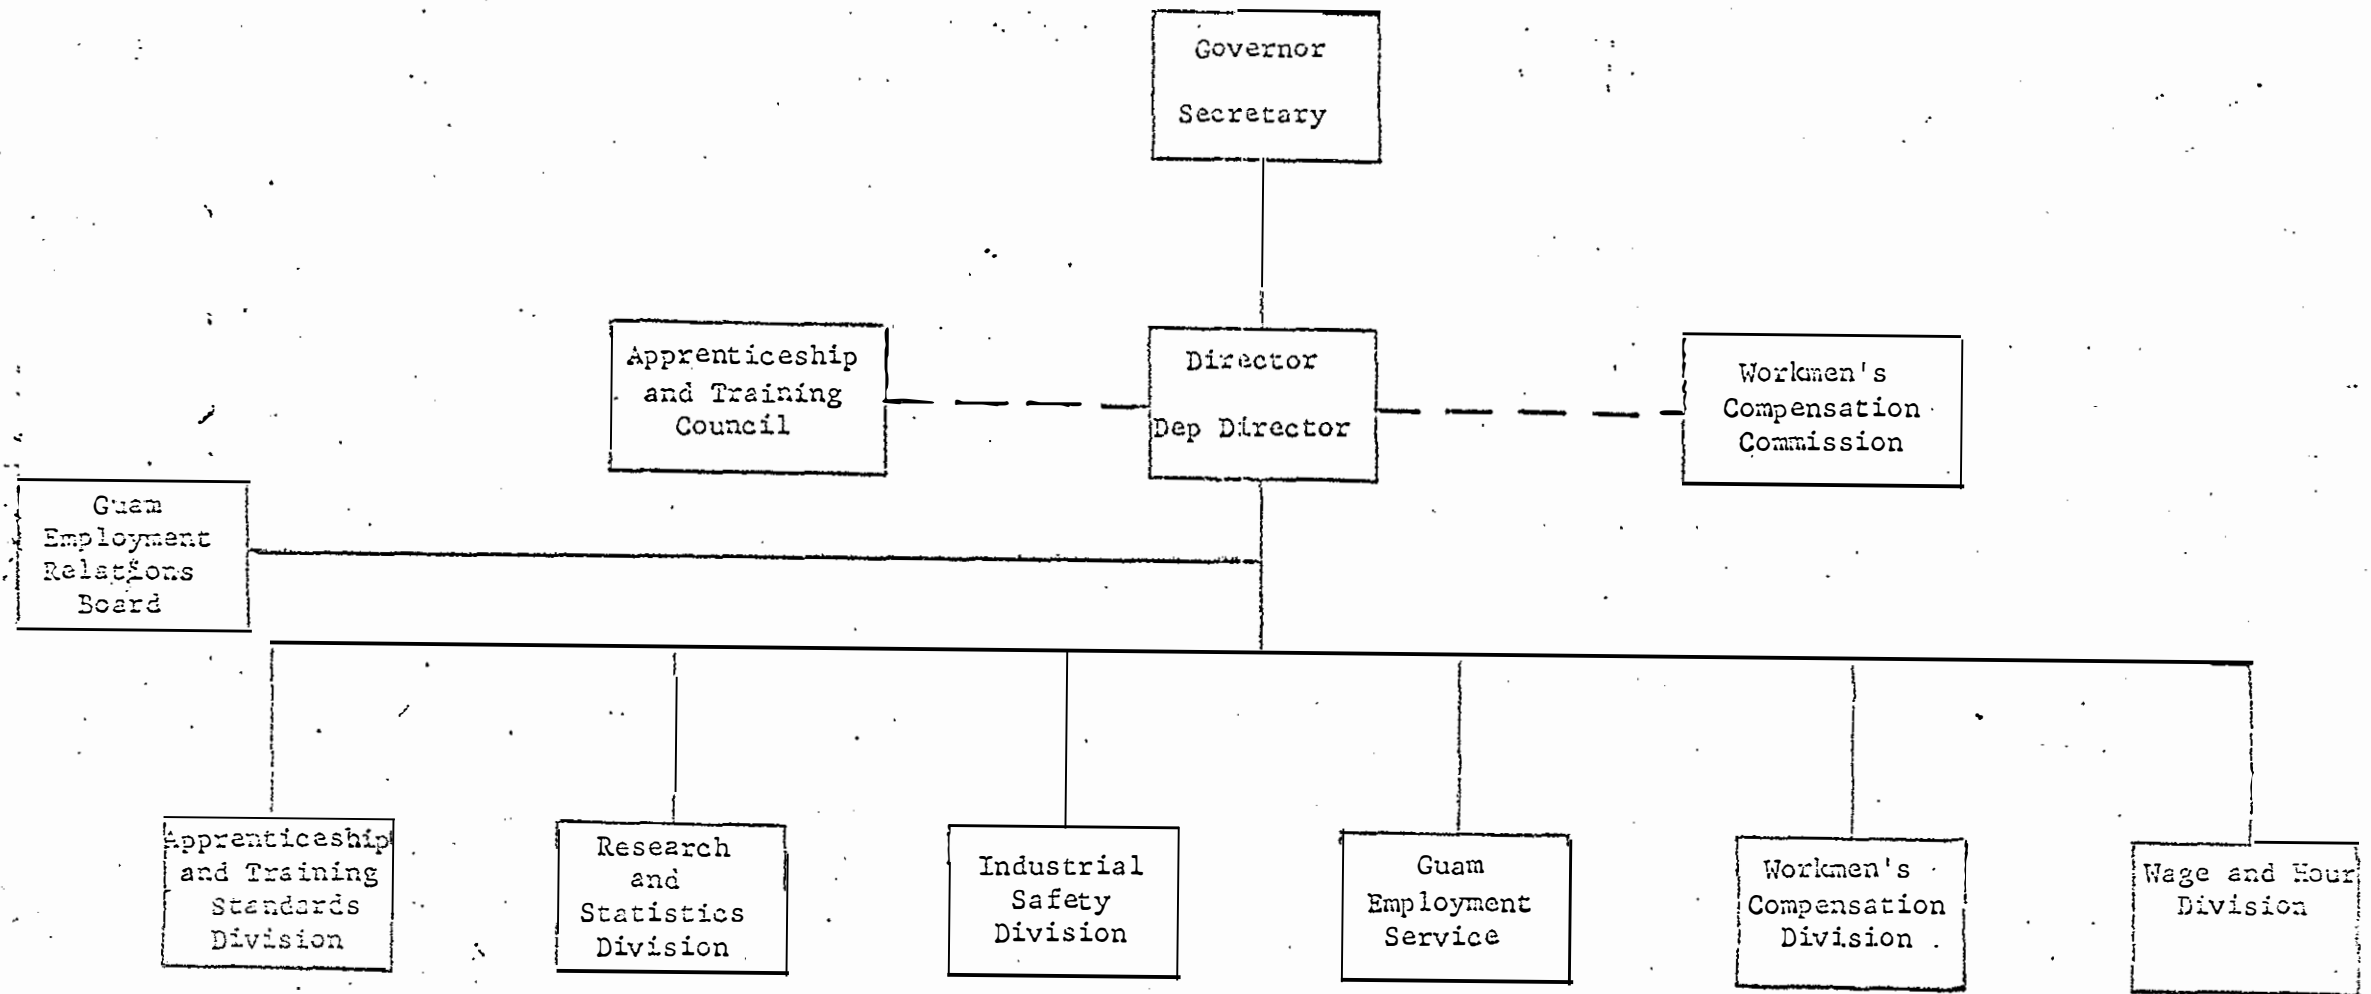 Governor
Secretary
Apprenticeship
and Training
Council
Director
Dep Director
Workmen's
Compensation
Commission
Guam
Employment
Relations
Board
Apprenticeship
and Training
Standards
Division
Research
and
Statistics
Division
Industrial
Safety
Division
Guam
Employment
Service
Workmen's
Compensation
Division
Wage and Hour
Division